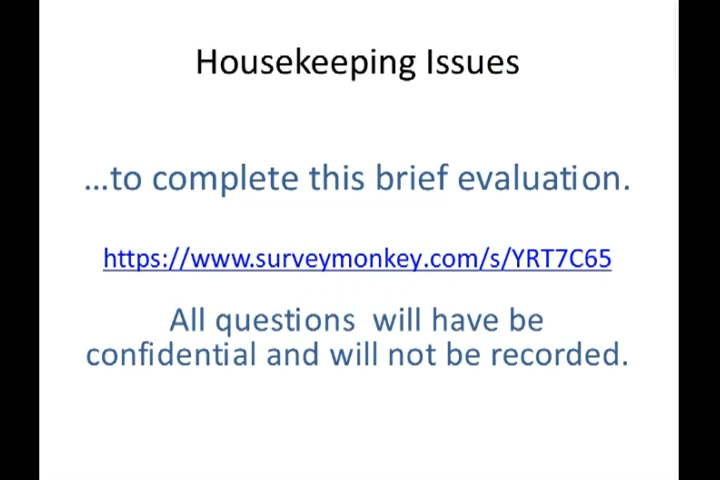 Housekeeping Issues
...to complete this brief evaluation.
https://www.surveymonkey.com/s/YRT7C65
All questions  will have be
confidential and will not be recorded.